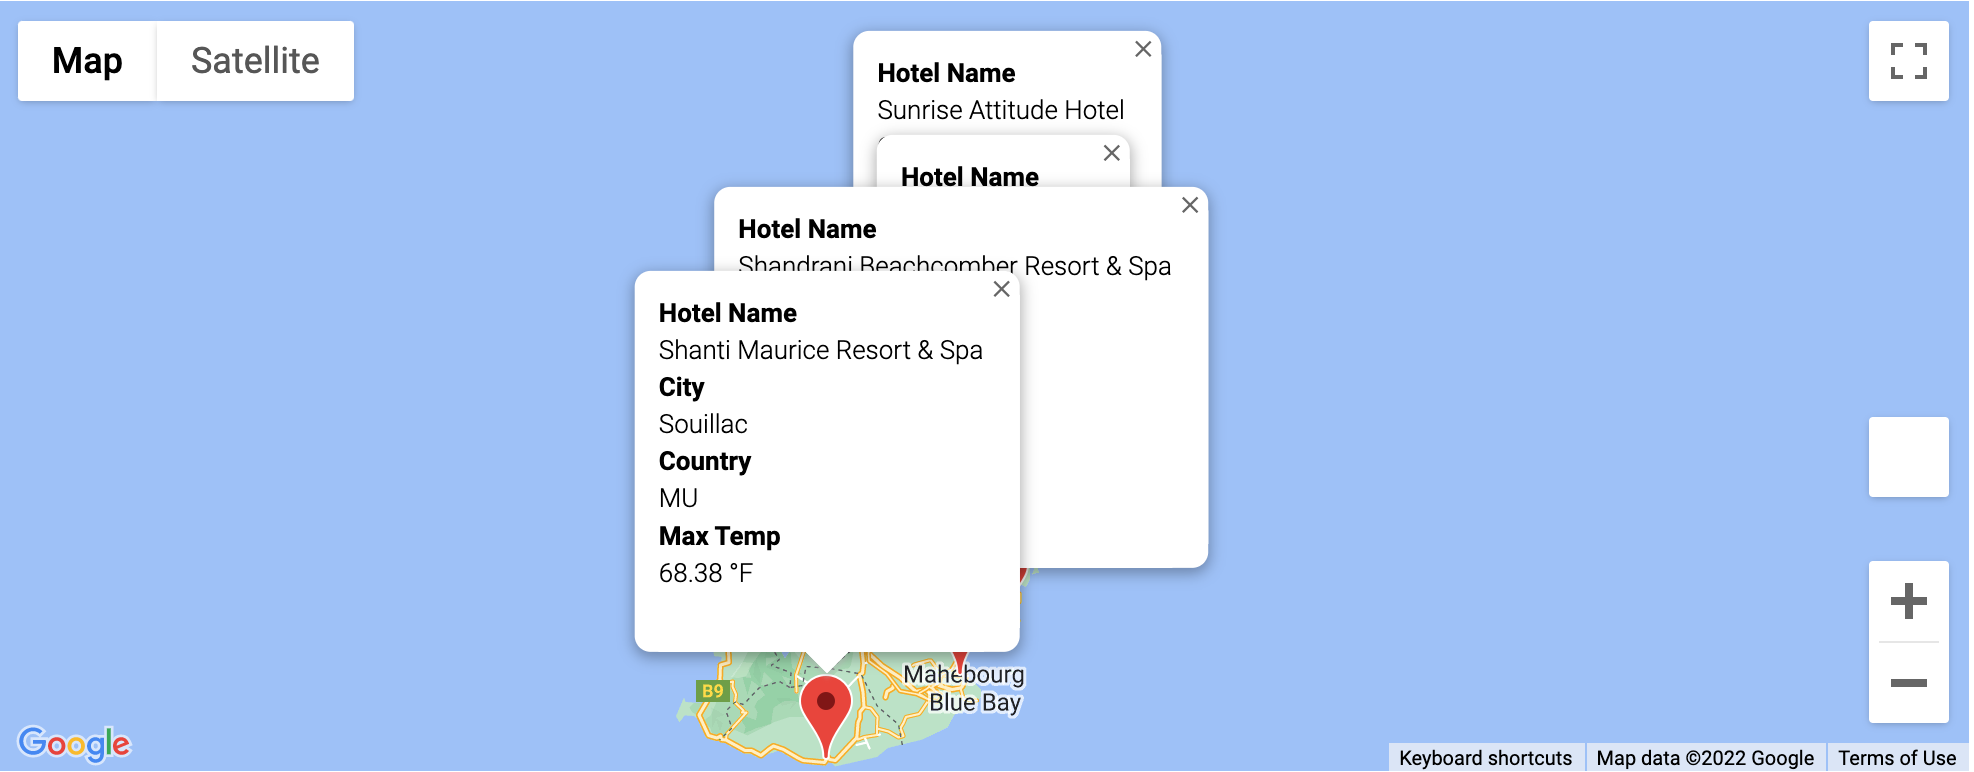 Map
Satellite
Hotel Name
Sunrise Attitude Hotel
Hotel Name
Hotel Name
Shandrani Beachcomber Resort & Spa
Hotel Name
Shanti Maurice Resort & Spa
City
Souillac
Country
MU
Max Temp
68.38 °F
Mahebourg
B9
Blue Bay
Google
Keyboard shortcuts
Map data ©2022 Google
Terms of Use